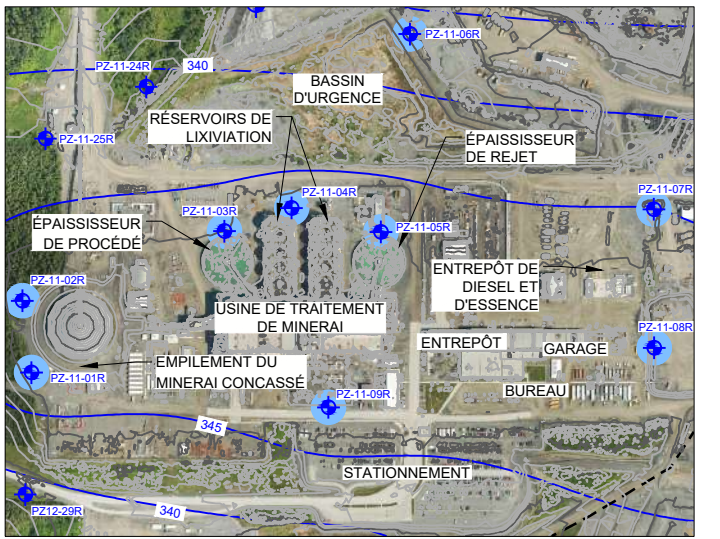 PZ-11-06R
PZ-11-24R
340
BASSIN
D'URGENCE
RÉSERVOIRS DE
LIXIVIATION
PZ-11-25R
ÉPAISSISSEUR
DE REJET
PZ-11-04R
PZ-11-07R
PZ-11-03R
ÉPAISSISSEUR
DE PROCÉDÉ
PZ-11-05R
PZ-11-02R
ENTREPÔT DE
DIESEL ET
D'ESSENCE
USINE DE TRAITEMENT
DE MINERAI
PZ-11-08R
ENTREPÔT
GARAGE
EMPILEMENT DU
MINERAI CONCASSÉ
PZ-11-01R
BUREAU
PZ-11-09R
345
STATIONNEMENT
PZ12-29R
340